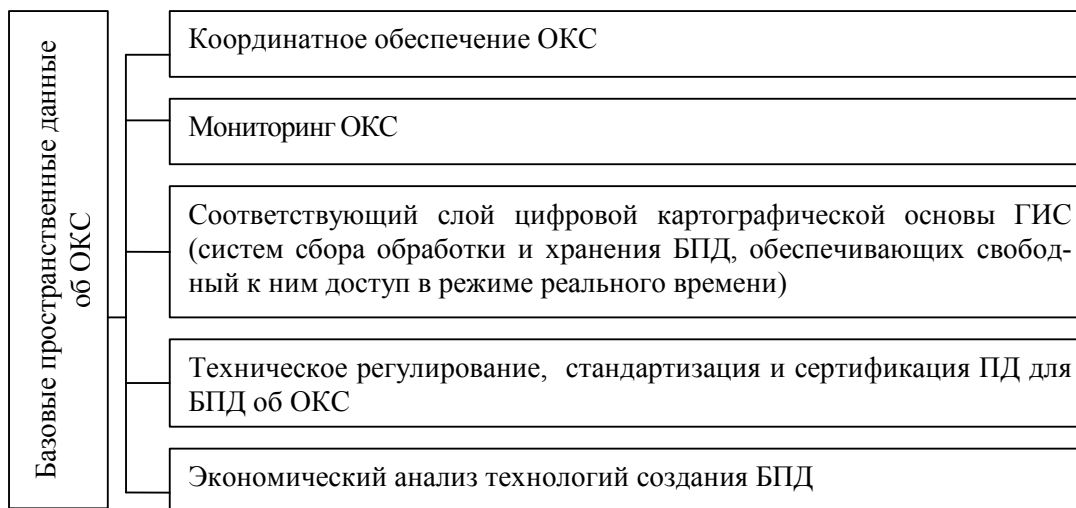 Базовые пространственные данные
об ОКС
Координатное обеспечение ОКС
Мониторинг ОКС
Соответствующий слой цифровой картографической основы ГИС
(систем сбора обработки и хранения БПД, обеспечивающих свобод-
ный к ним доступ в режиме реального времени)
Техническое регулирование, стандартизация и сертификация ПД для
БПД об ОКС
Экономический анализ технологий создания БПД